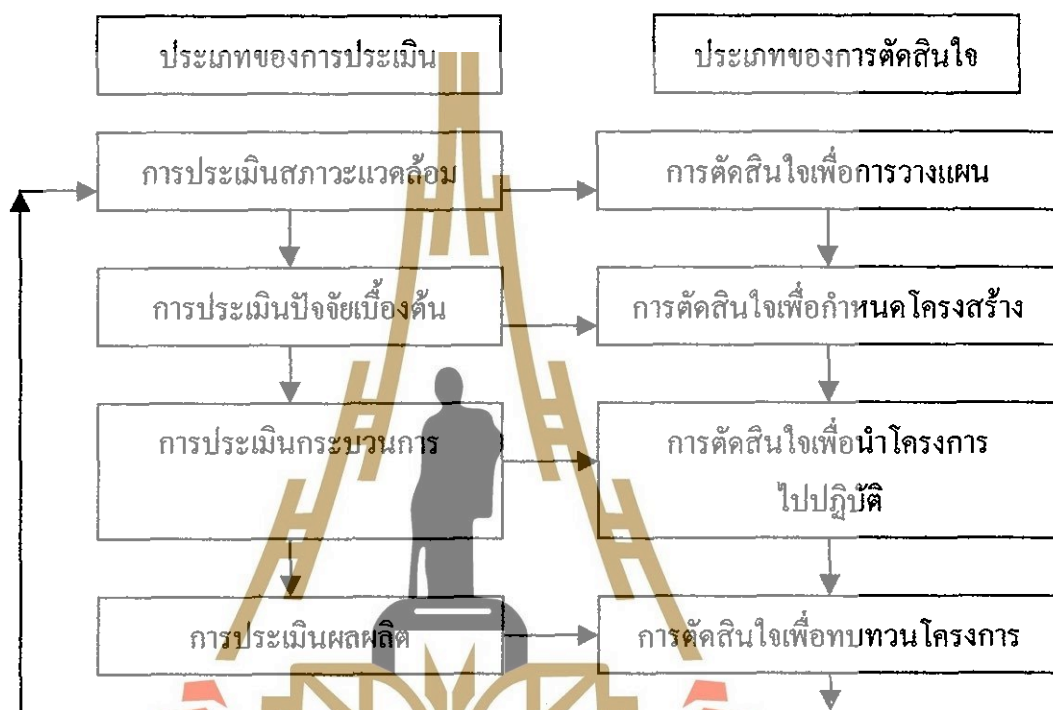 ประเภทของการประเมิน
ประเภทของการตัดสินใจ
การประเมินสภาวะแวดล้อม
การตัดสินใจเพื่อการวางแผน
การประเมินปัจจัยเบื้องต้น
การตัดสินใจเพื่อกำหนดโครงสร้าง
การประเมินกระบวนการ
การตัดสินใจเพื่อนำโครงการ
ไปปฏิบัติ
การประเมินผลผลิต
การตัดสินใจเพื่อทบทวนโครงการ